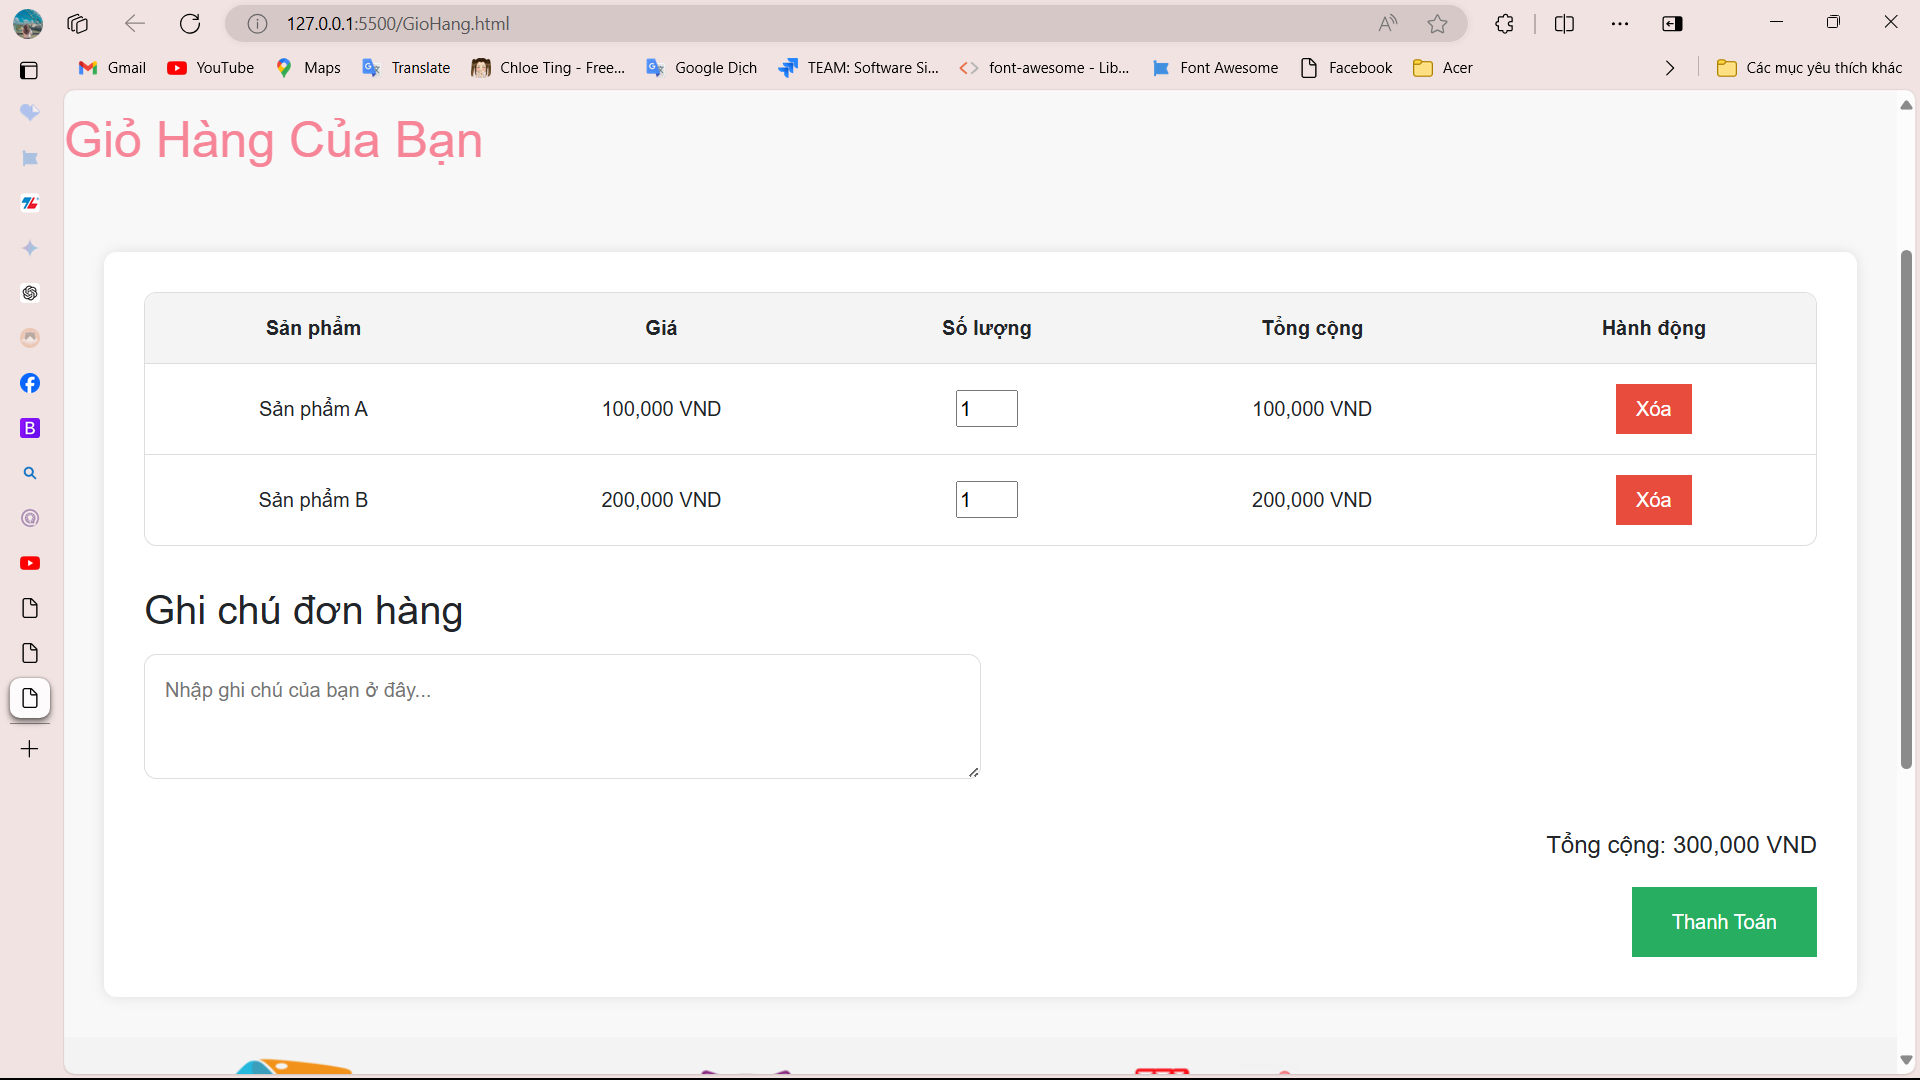 127.0.0.1:5500/GioHang.html
Gmail YouTube Maps Translate Chloe Ting - Free... Google Dịch TEAM: Software Si... font-awesome - Lib... Font Awesome Facebook Acer Các mục yêu thích khác
Giỏ Hàng Của Bạn
Sản phẩm Giá Số lượng Tổng cộng Hành động
Sản phẩm A 100,000 VND 1 100,000 VND Xóa
Sản phẩm B 200,000 VND 1 200,000 VND Xóa
Ghi chú đơn hàng
Nhập ghi chú của bạn ở đây...
Tổng cộng: 300,000 VND
Thanh Toán